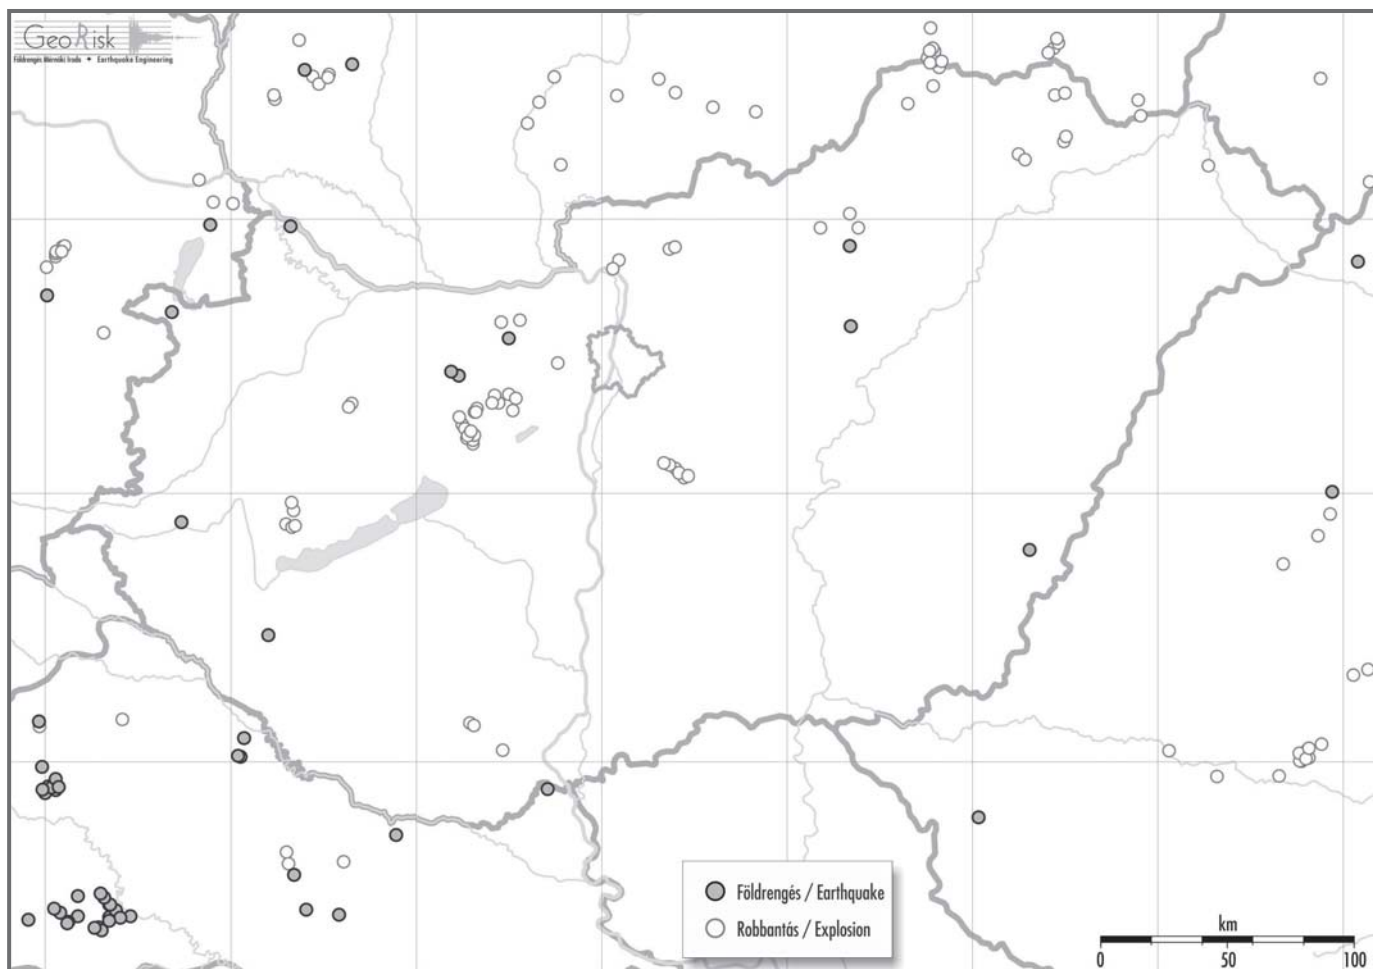 GeoRisk
Földrengés Mérnöki Iroda ♦ Earthquake Engineering
Földrengés / Earthquake
Robbantás / Explosion
km
0 50 100